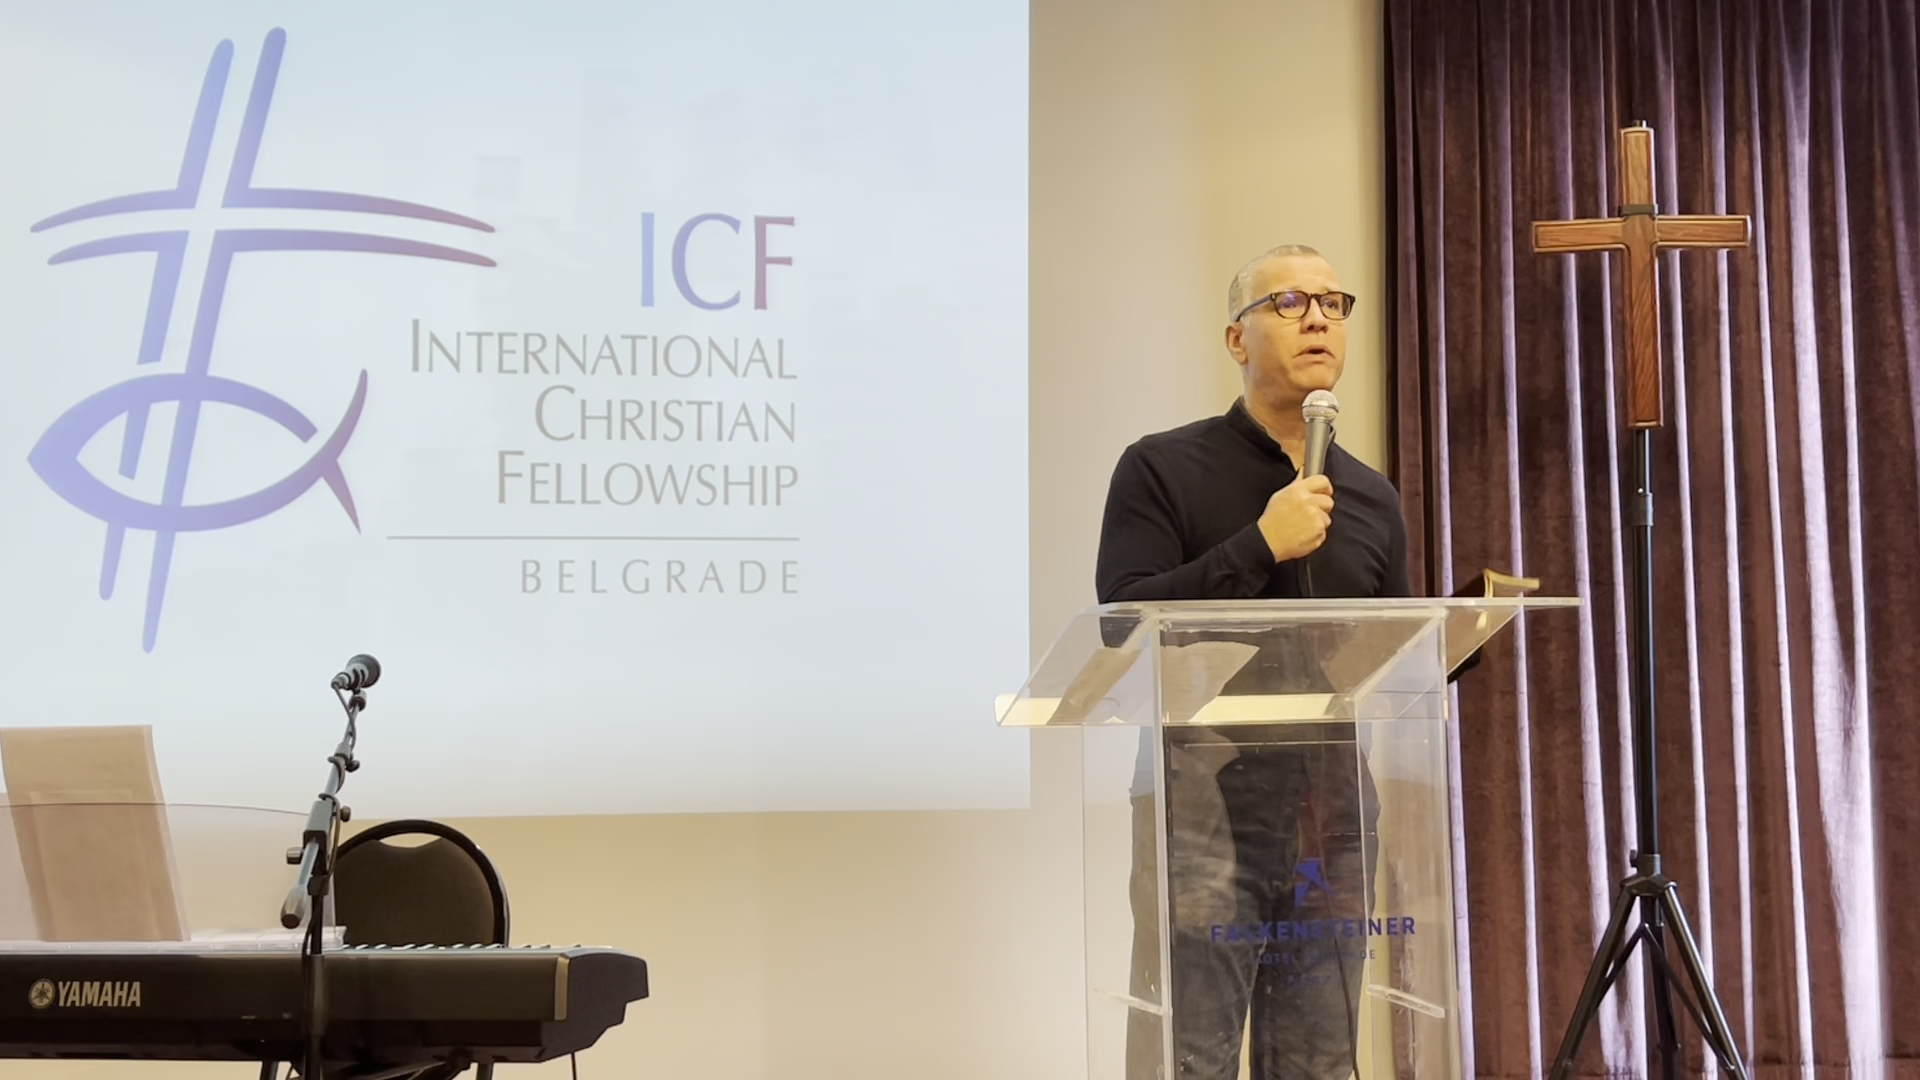 ICF
INTERNATIONAL
CHRISTIAN
FELLOWSHIP
BELGRADE
YAMAHA
FALKENSTEINER